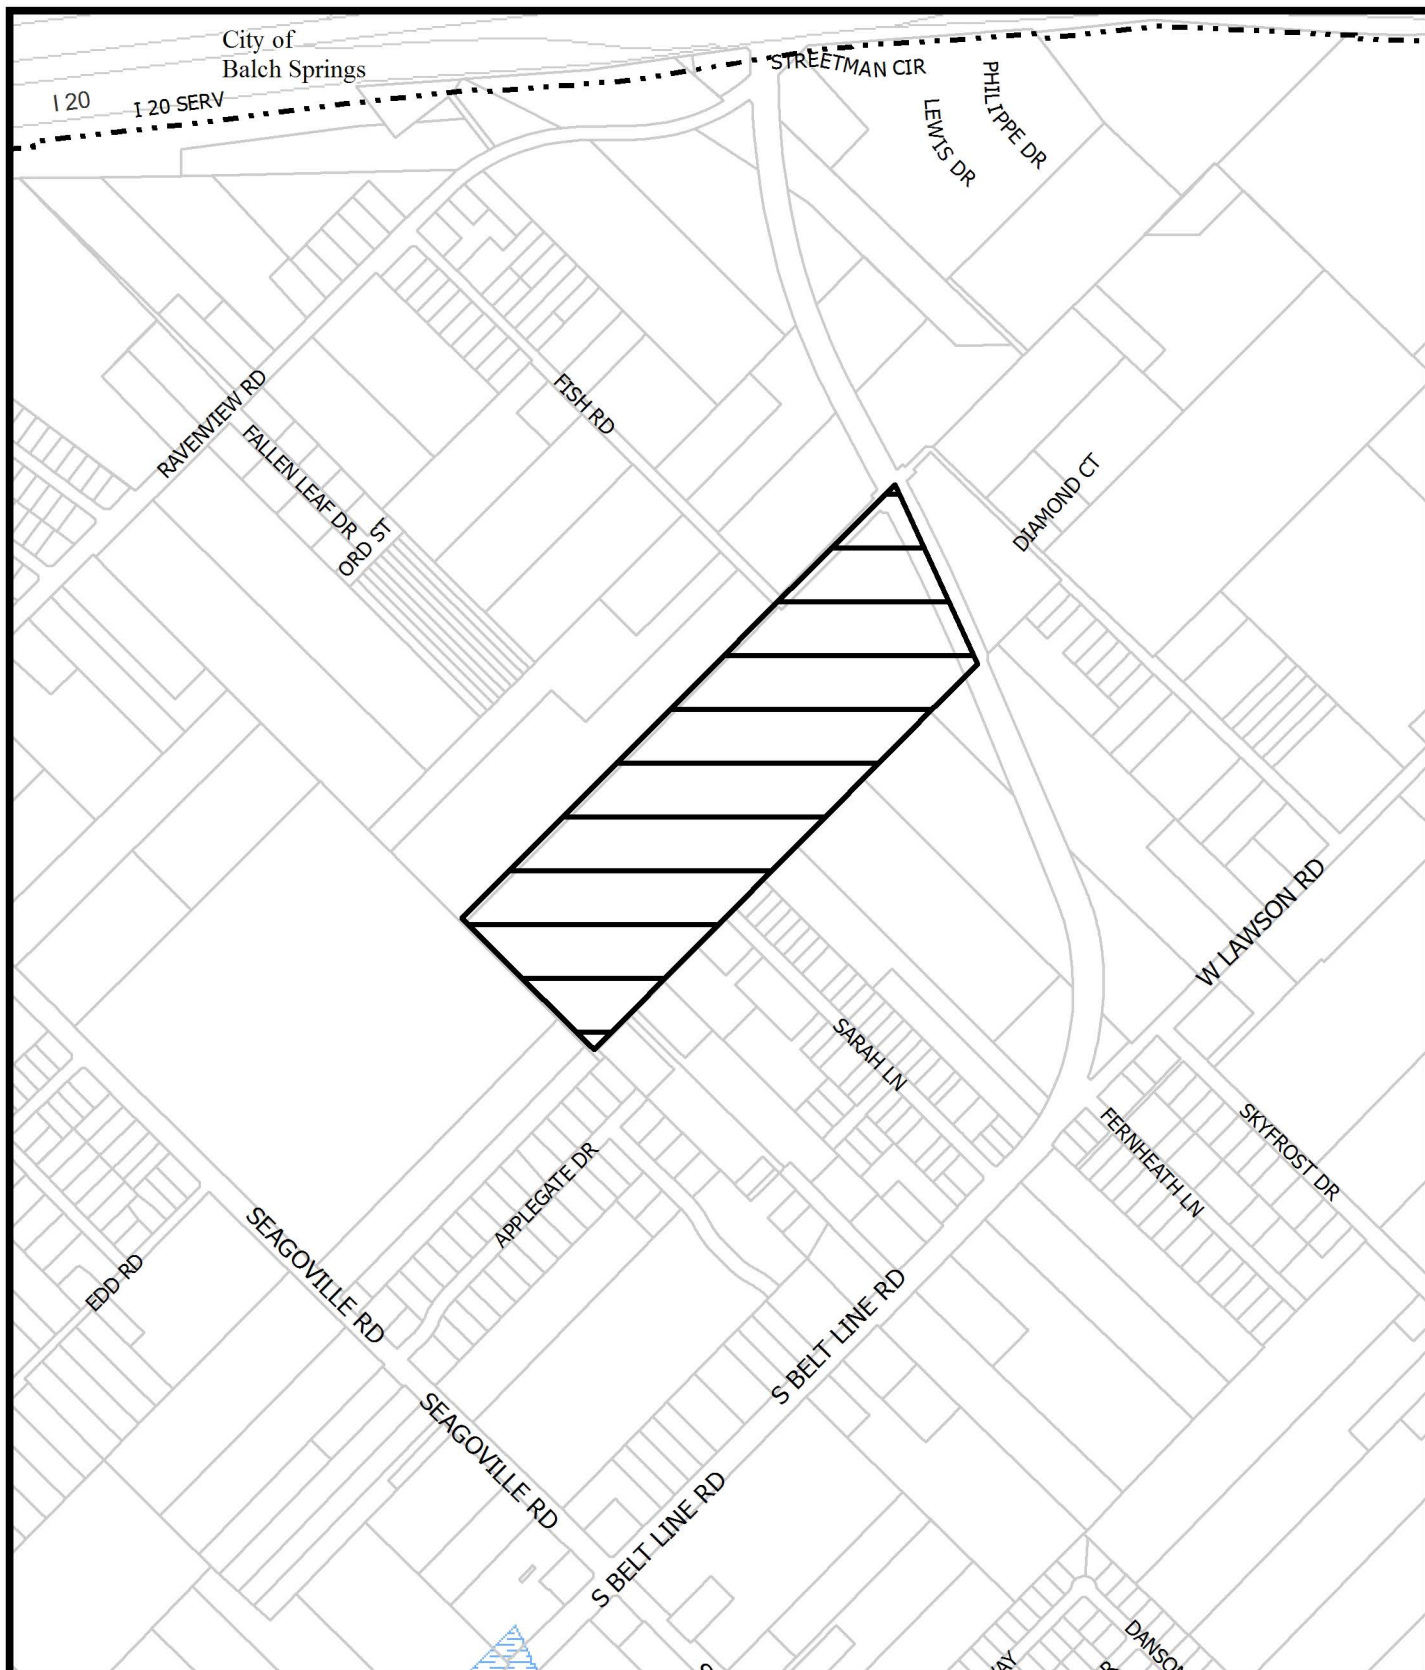 City of
Balch Springs
STREETMAN CIR
PHILIPPE DR
I 20
I 20 SERV
LEWIS DR
RAVENVIEW RD
FISH RD
FALLEN LEAF DR
ORD ST
DIAMOND CT
W LAWSON RD
SARAH LN
FERNHEATH LN
SKYFROST DR
APPLEGATE DR
SEAGOVILLE RD
EDD RD
S BELT LINE RD
SEAGOVILLE RD
S BELT LINE RD
DANSON